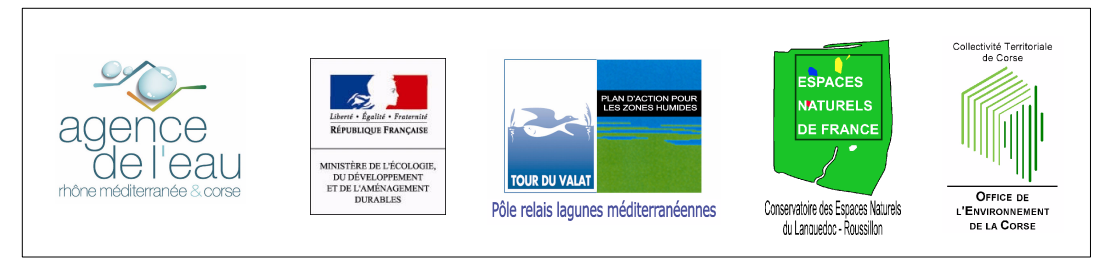 agence
de l'eau
rhône méditerranée & corse
Liberté • Égalité • Fraternité
RÉPUBLIQUE FRANÇAISE
MINISTÈRE DE L'ÉCOLOGIE,
DU DÉVELOPPEMENT
ET DE L'AMÉNAGEMENT
DURABLES
PLAN D'ACTION POUR
LES ZONES HUMIDES
TOUR DU VALAT
Pôle relais lagunes méditerranéennes
ESPACES
NATURELS
DE FRANCE
Conservatoire des Espaces Naturels
du Languedoc - Roussillon
Collectivité Territoriale
de Corse
OFFICE DE
L'ENVIRONNEMENT
DE LA CORSE